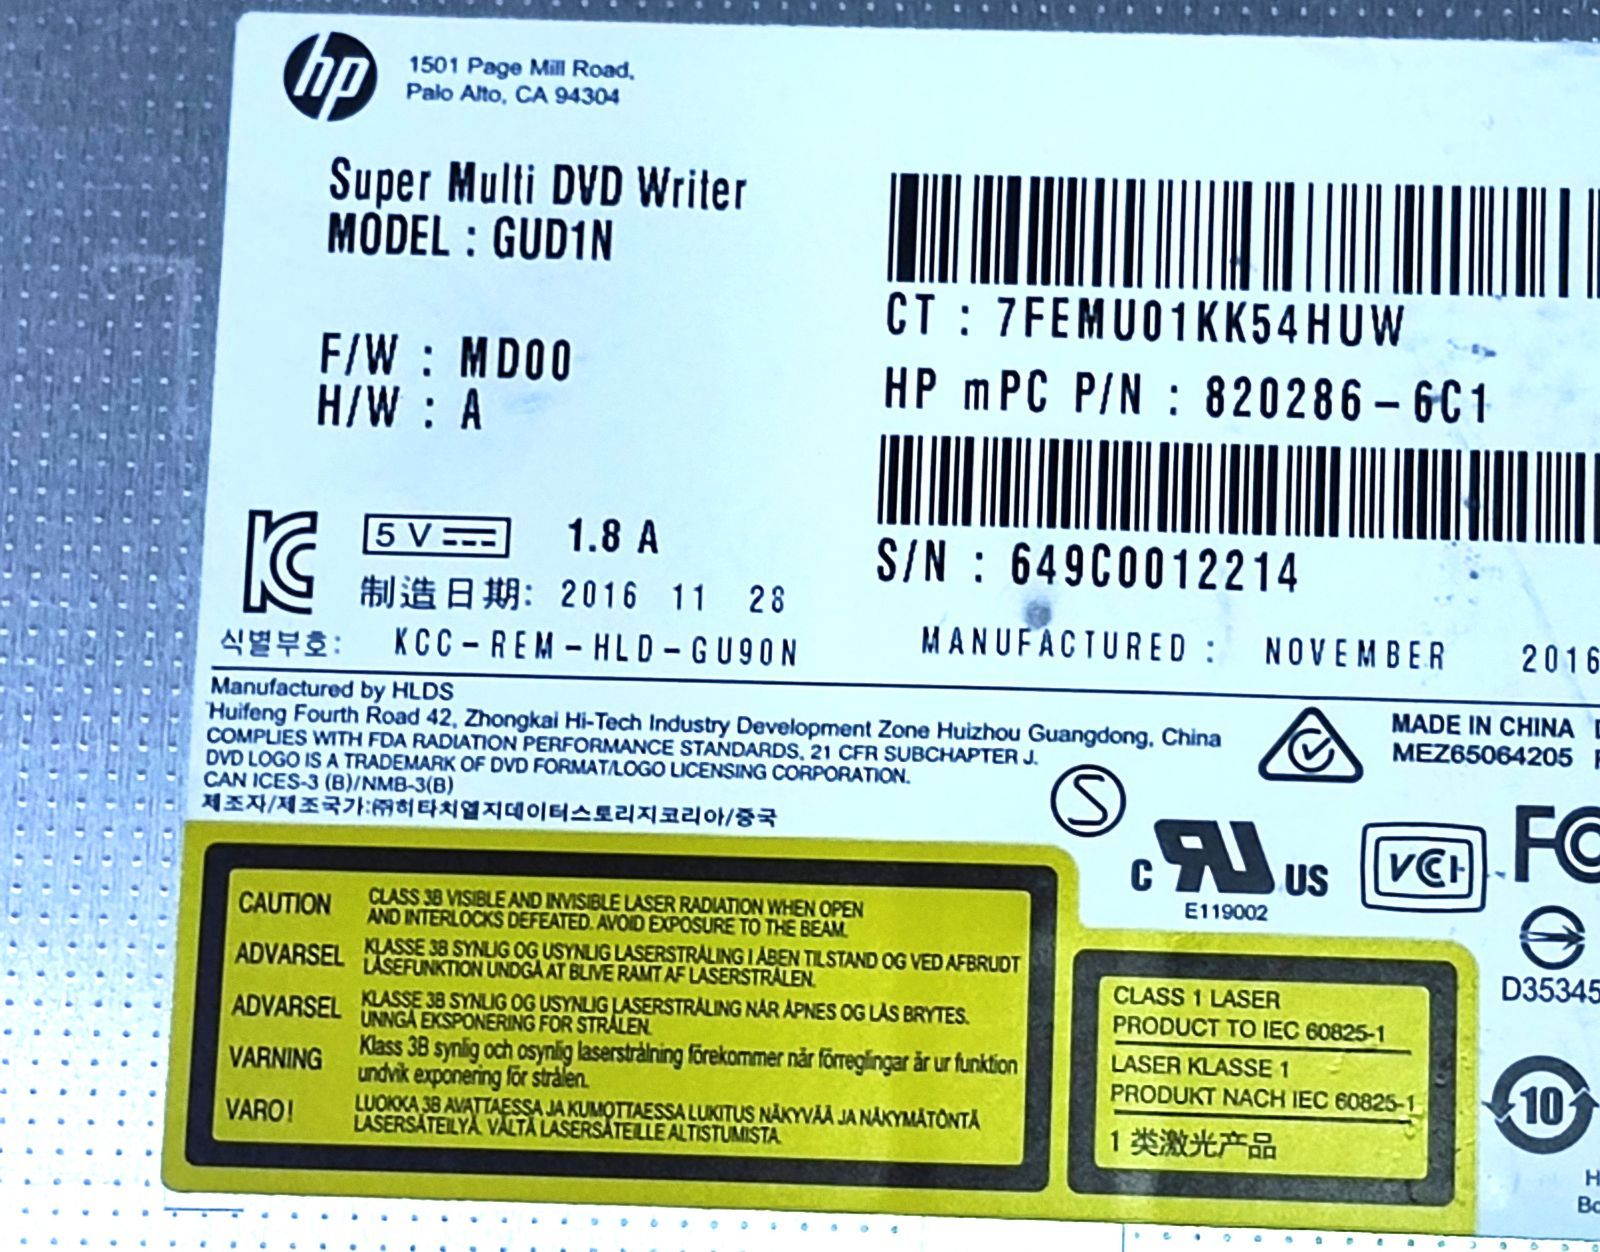 hp
1501 Page Mill Road,
Palo Alto, CA 94304
Super Multi DVD Writer
MODEL : GUD1N
F/W : MD00
H/W : A
CT : 7FEMU01KK54HUW
HP mPC P/N : 820286-6C1
S/N : 649C0012214
5 V 1.8 A
制造日期: 2016 11 28
식별부호: KCC-REM-HLD-GU90N
MANUFACTURED : NOVEMBER 2016
Manufactured by HLDS
Huifeng Fourth Road 42, Zhongkai Hi-Tech Industry Development Zone Huizhou Guangdong, China
COMPLIES WITH FDA RADIATION PERFORMANCE STANDARDS, 21 CFR SUBCHAPTER J.
DVD LOGO IS A TRADEMARK OF DVD FORMAT/LOGO LICENSING CORPORATION.
CAN ICES-3 (B)/NMB-3(B)
제조자/제조국가:㈜히타치엘지데이터스토리지코리아/중국
MADE IN CHINA
MEZ65064205
S
C US
E119002
FC
D35345
10
CAUTION CLASS 3B VISIBLE AND INVISIBLE LASER RADIATION WHEN OPEN
AND INTERLOCKS DEFEATED. AVOID EXPOSURE TO THE BEAM.
ADVARSEL KLASSE 3B SYNLIG OG USYNLIG LASERSTRÅLING I ÅBEN TILSTAND OG VED AFBRUDT
LÅSEFUNKTION UNDGÅ AT BLIVE RAMT AF LASERSTRÅLEN.
ADVARSEL KLASSE 3B SYNLIG OG USYNLIG LASERSTRÅLING NÅR ÅPNES OG LÅS BRYTES.
UNNGÅ EKSPONERING FOR STRÅLEN.
VARNING Klass 3B synlig och osynlig laserstrålning förekommer när förreglingar är ur funktion
undvik exponering för strålen.
VARO! LUOKKA 3B AVATTAESSA JA KUMOTTAESSA LUKITUS NÄKYVÄÄ JA NÄKYMÄTÖNTÄ
LASERSÄTEILYÄ. VÄLTÄ LASERSÄTEILLE ALTISTUMISTA.
CLASS 1 LASER
PRODUCT TO IEC 60825-1
LASER KLASSE 1
PRODUKT NACH IEC 60825-1
1 类激光产品